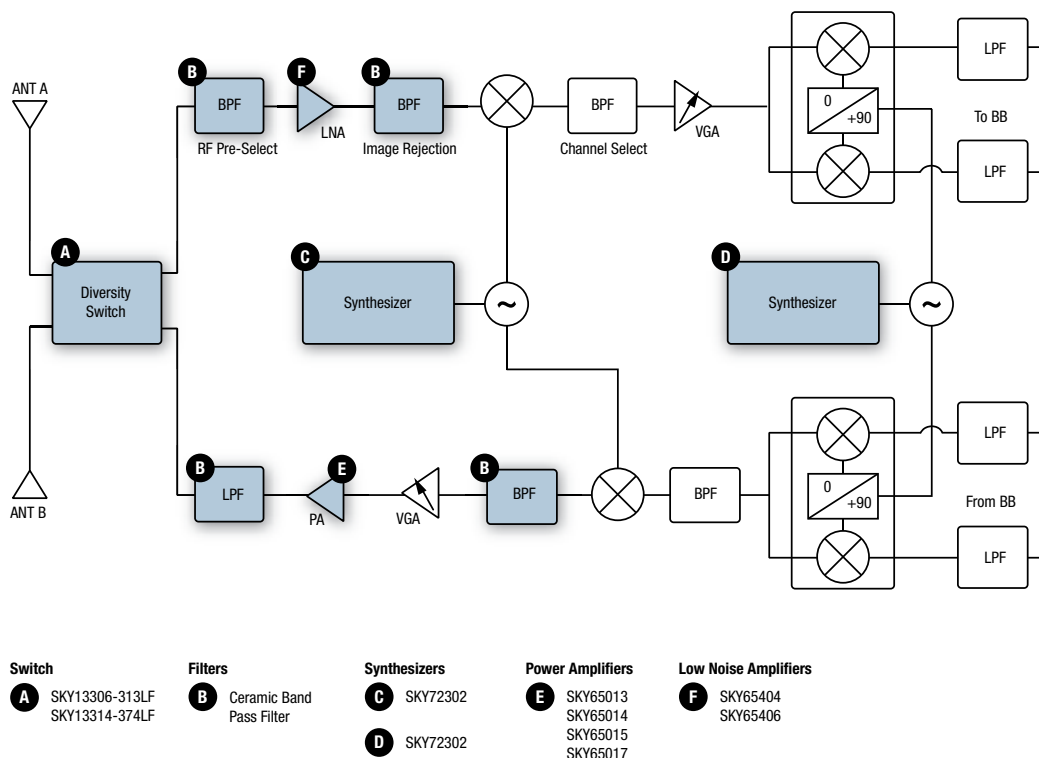 ANT A
B
BPF
RF Pre-Select
F
LNA
B
BPF
Image Rejection
BPF
Channel Select
VGA
0
+90
LPF
To BB
LPF
A
Diversity
Switch
C
Synthesizer
~
D
Synthesizer
~
ANT B
B
LPF
E
PA
VGA
B
BPF
BPF
0
+90
LPF
From BB
LPF
Switch
A
SKY13306-313LF
SKY13314-374LF
Filters
B
Ceramic Band
Pass Filter
Synthesizers
C
SKY72302
D
SKY72302
Power Amplifiers
E
SKY65013
SKY65014
SKY65015
SKY65017
Low Noise Amplifiers
F
SKY65404
SKY65406